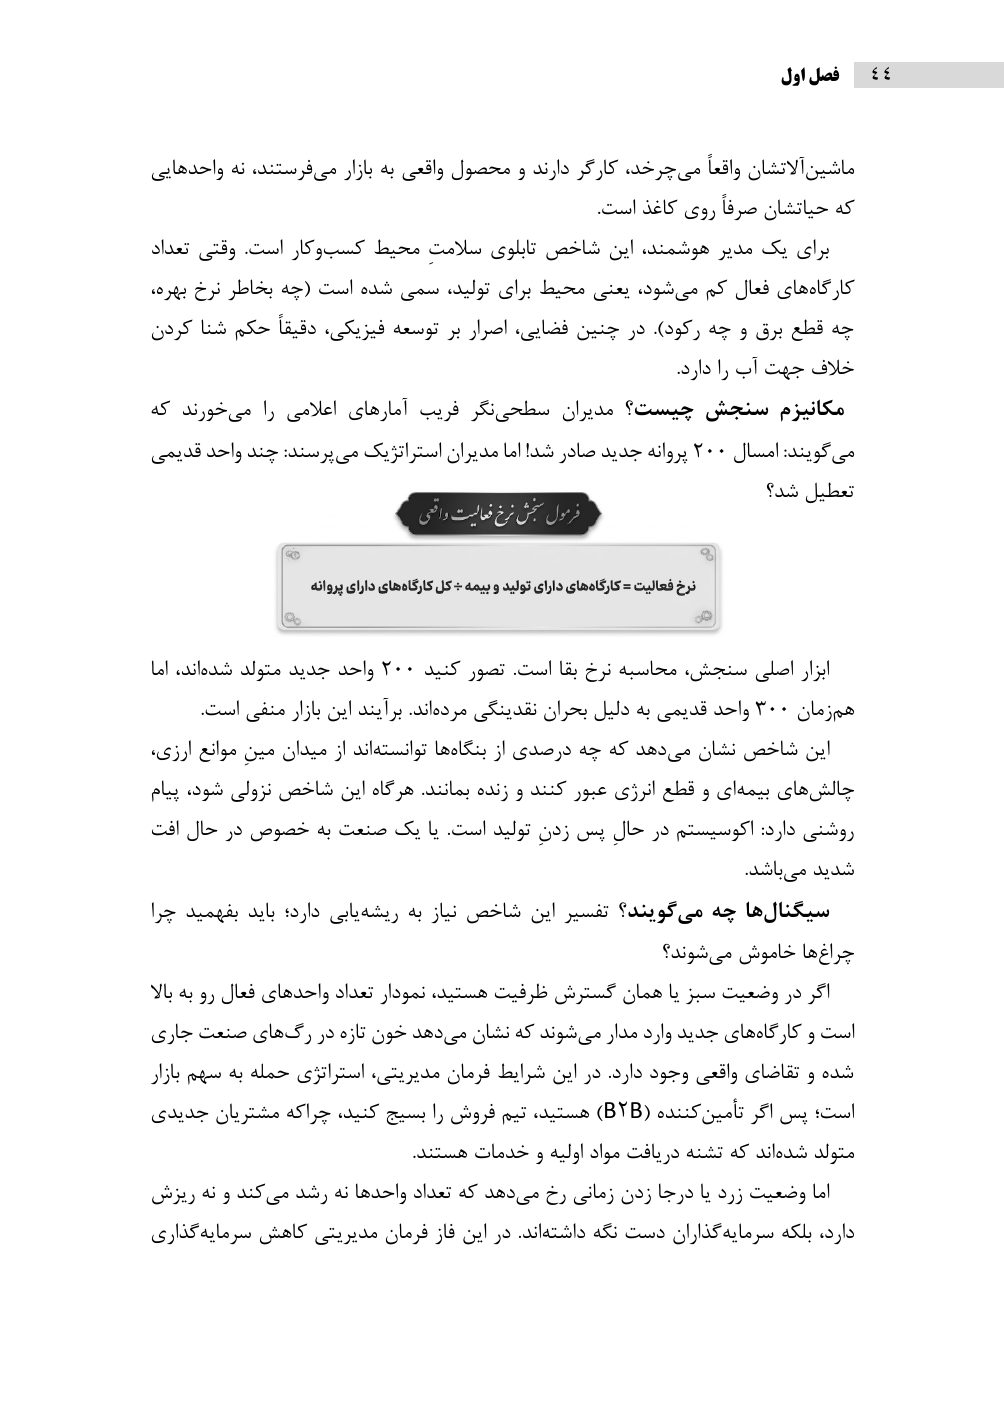 ۴۴ فصل اول
ماشین‌آلاتشان واقعاً می‌چرخد، کارگر دارند و محصول واقعی به بازار می‌فرستند، نه واحدهایی
که حیاتشان صرفاً روی کاغذ است.
برای یک مدیر هوشمند، این شاخص تابلوی سلامتِ محیط کسب‌وکار است. وقتی تعداد
کارگاه‌های فعال کم می‌شود، یعنی محیط برای تولید، سمی شده است (چه بخاطر نرخ بهره،
چه قطع برق و چه رکود). در چنین فضایی، اصرار بر توسعه فیزیکی، دقیقاً حکم شنا کردن
خلاف جهت آب را دارد.
مکانیزم سنجش چیست؟ مدیران سطحی‌نگر فریب آمارهای اعلامی را می‌خورند که
می‌گویند: امسال ۲۰۰ پروانه جدید صادر شد! اما مدیران استراتژیک می‌پرسند: چند واحد قدیمی
تعطیل شد؟
فرمول سنجش نرخ فعالیت واقعی
نرخ فعالیت = کارگاه‌های دارای تولید و بیمه ÷ کل کارگاه‌های دارای پروانه
ابزار اصلی سنجش، محاسبه نرخ بقا است. تصور کنید ۲۰۰ واحد جدید متولد شده‌اند، اما
هم‌زمان ۳۰۰ واحد قدیمی به دلیل بحران نقدینگی مرده‌اند. برآیند این بازار منفی است.
این شاخص نشان می‌دهد که چه درصدی از بنگاه‌ها توانسته‌اند از میدان مینِ موانع ارزی،
چالش‌های بیمه‌ای و قطع انرژی عبور کنند و زنده بمانند. هرگاه این شاخص نزولی شود، پیام
روشنی دارد: اکوسیستم در حالِ پس زدنِ تولید است. یا یک صنعت به خصوص در حال افت
شدید می‌باشد.
سیگنال‌ها چه می‌گویند؟ تفسیر این شاخص نیاز به ریشه‌یابی دارد؛ باید بفهمید چرا
چراغ‌ها خاموش می‌شوند؟
اگر در وضعیت سبز یا همان گسترش ظرفیت هستید، نمودار تعداد واحدهای فعال رو به بالا
است و کارگاه‌های جدید وارد مدار می‌شوند که نشان می‌دهد خون تازه در رگ‌های صنعت جاری
شده و تقاضای واقعی وجود دارد. در این شرایط فرمان مدیریتی، استراتژی حمله به سهم بازار
است؛ پس اگر تأمین‌کننده (B۲B) هستید، تیم فروش را بسیج کنید، چراکه مشتریان جدیدی
متولد شده‌اند که تشنه دریافت مواد اولیه و خدمات هستند.
اما وضعیت زرد یا درجا زدن زمانی رخ می‌دهد که تعداد واحدها نه رشد می‌کند و نه ریزش
دارد، بلکه سرمایه‌گذاران دست نگه داشته‌اند. در این فاز فرمان مدیریتی کاهش سرمایه‌گذاری